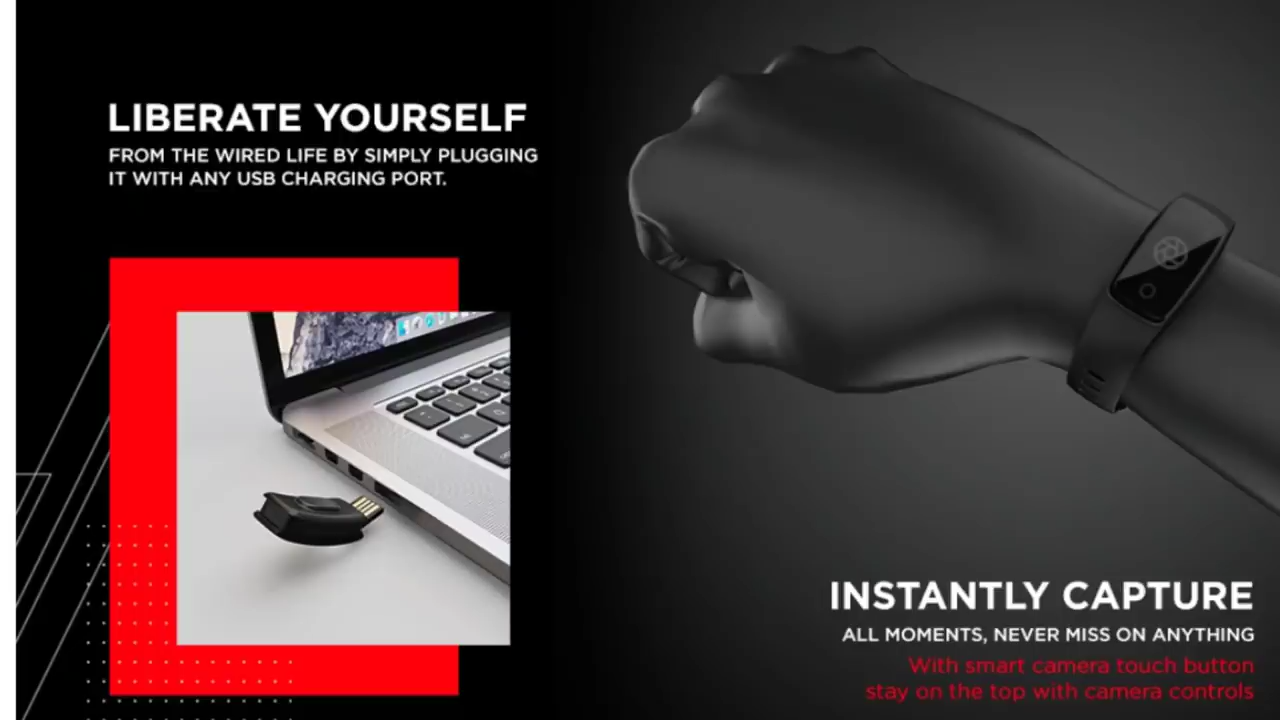 LIBERATE YOURSELF
FROM THE WIRED LIFE BY SIMPLY PLUGGING
IT WITH ANY USB CHARGING PORT.
INSTANTLY CAPTURE
ALL MOMENTS, NEVER MISS ON ANYTHING
With smart camera touch button
stay on the top with camera controls